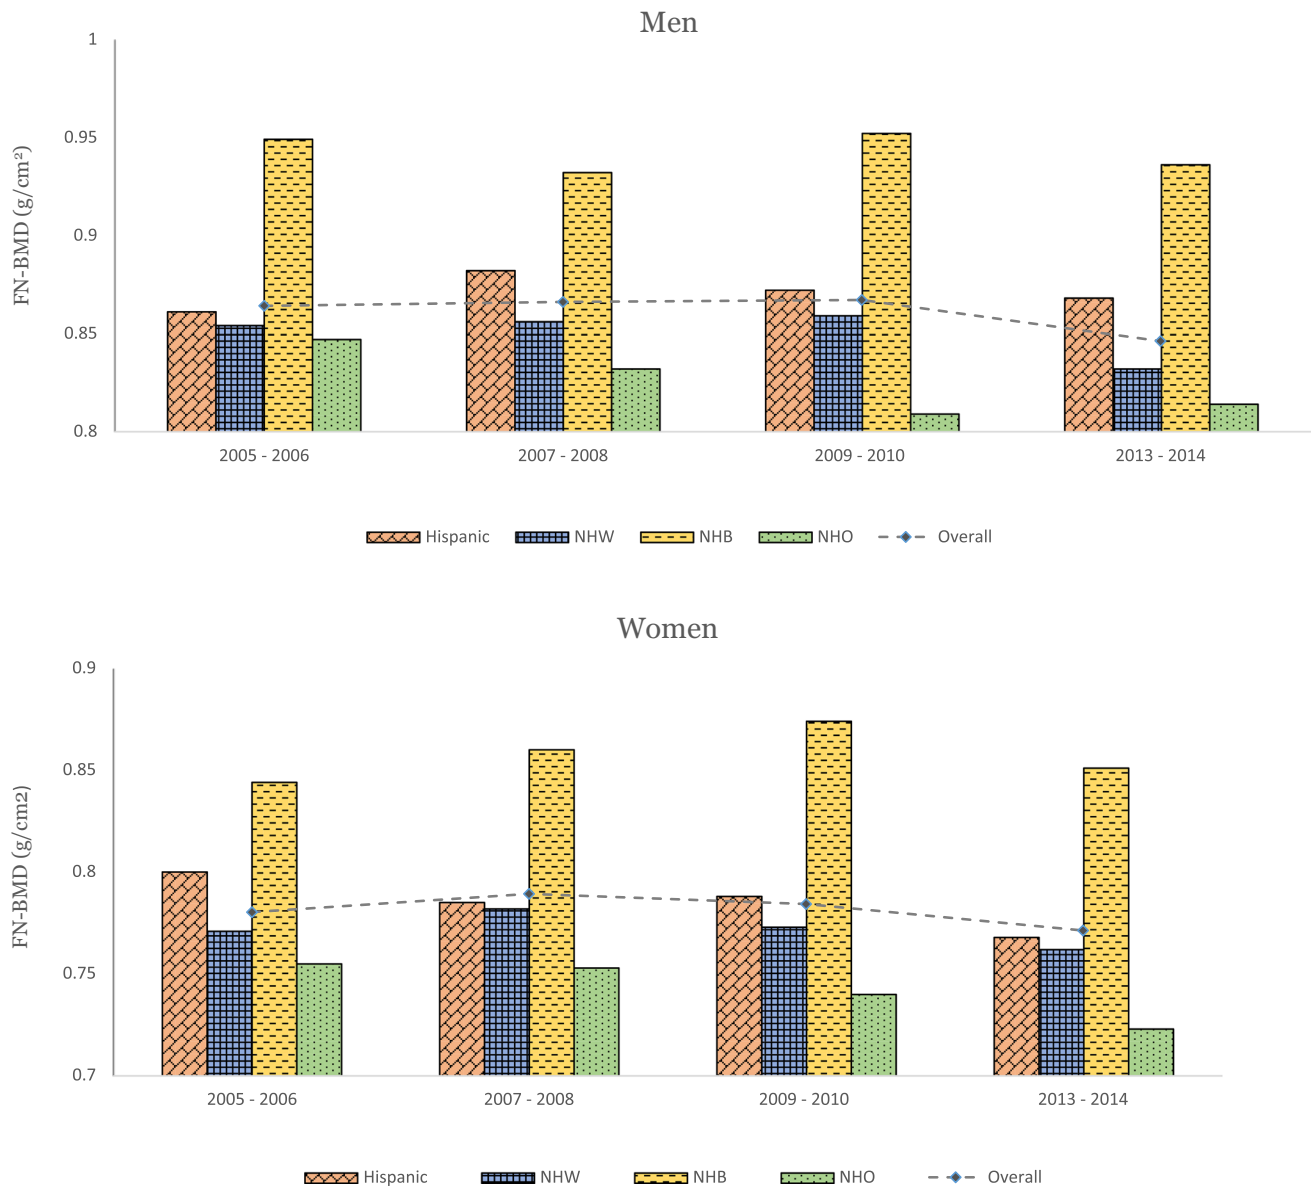 Men
1
0.95
0.9
0.85
0.8
FN-BMD (g/cm²)
2005 - 2006 2007 - 2008 2009 - 2010 2013 - 2014
Hispanic NHW NHB NHO Overall
Women
0.9
0.85
0.8
0.75
0.7
FN-BMD (g/cm2)
2005 - 2006 2007 - 2008 2009 - 2010 2013 - 2014
Hispanic NHW NHB NHO Overall